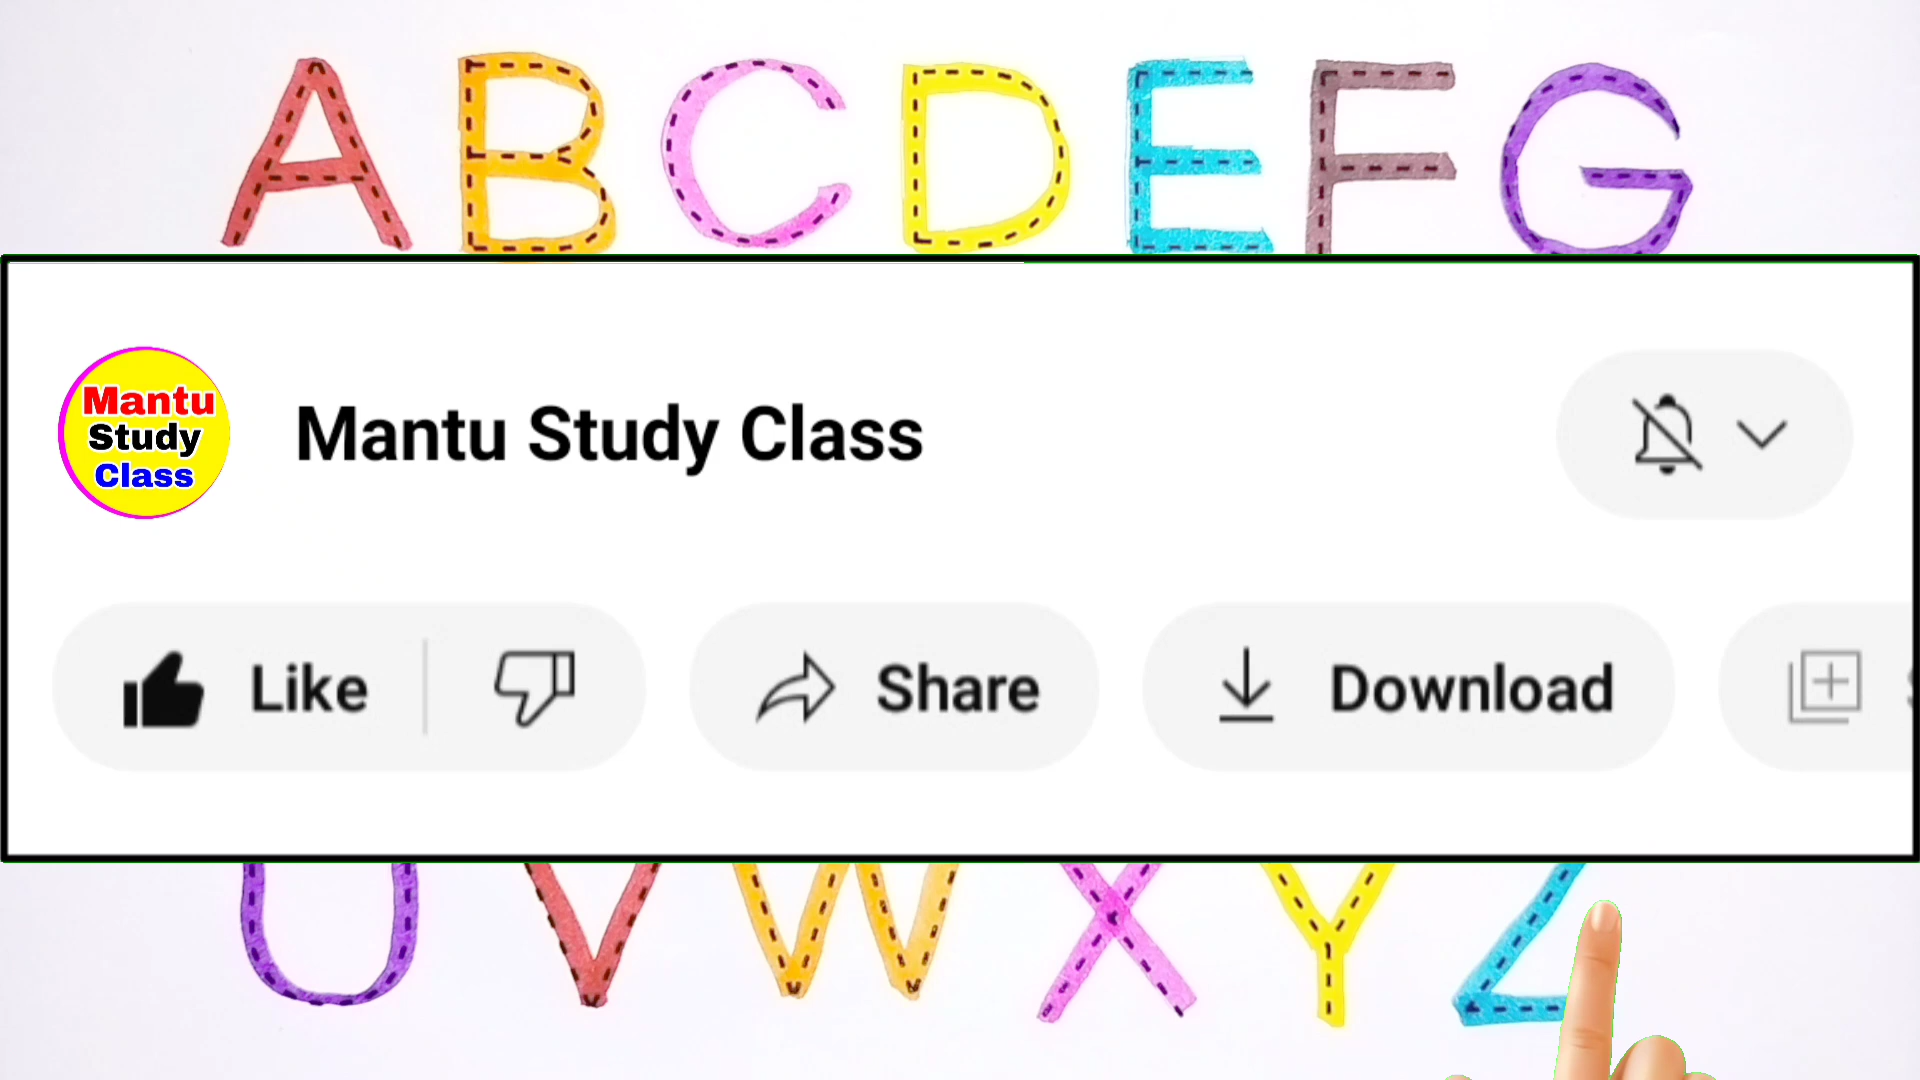 A B C D E F G
Mantu
Study
Class
Mantu Study Class
Like
Share
Download
U V W X Y Z